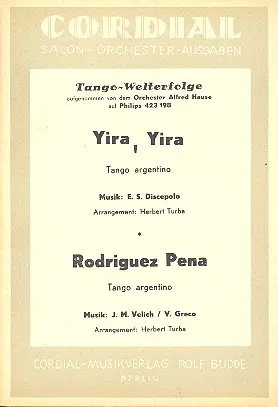 CORDIAL
SALON-ORCHESTER-AUSGABEN
Tango-Welterfolge
aufgenommen von dem Orchester Alfred Hause
auf Philips 423 198
Yira, Yira
Tango argentino
Musik: E. S. Discepolo
Arrangement: Herbert Turba
•
Rodriguez Pena
Tango argentino
Musik: J. M. Velich / V. Greco
Arrangement: Herbert Turba
CORDIAL-MUSIKVERLAG ROLF BUDDE
BERLIN